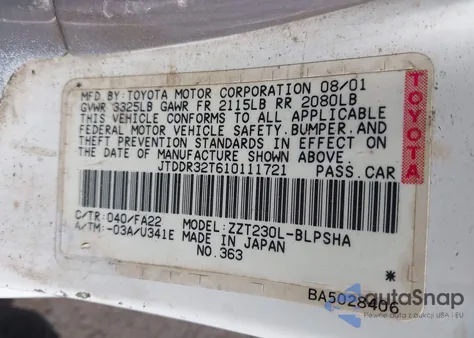 MFD.BY:TOYOTA MOTOR CORPORATION 08/01
GVWR 3325LB GAWR FR 2115LB RR 2080LB
THIS VEHICLE CONFORMS TO ALL APPLICABLE
FEDERAL MOTOR VEHICLE SAFETY,BUMPER,AND
THEFT PREVENTION STANDARDS IN EFFECT ON
THE DATE OF MANUFACTURE SHOWN ABOVE.
JTDDR32T610111721 PASS.CAR
C/TR:040/FA22 MODEL:ZZT230L-BLPSHA
A/TM:-03A/U341E MADE IN JAPAN
NO.363
*
BA5028406
TOYOTA
autoSnap